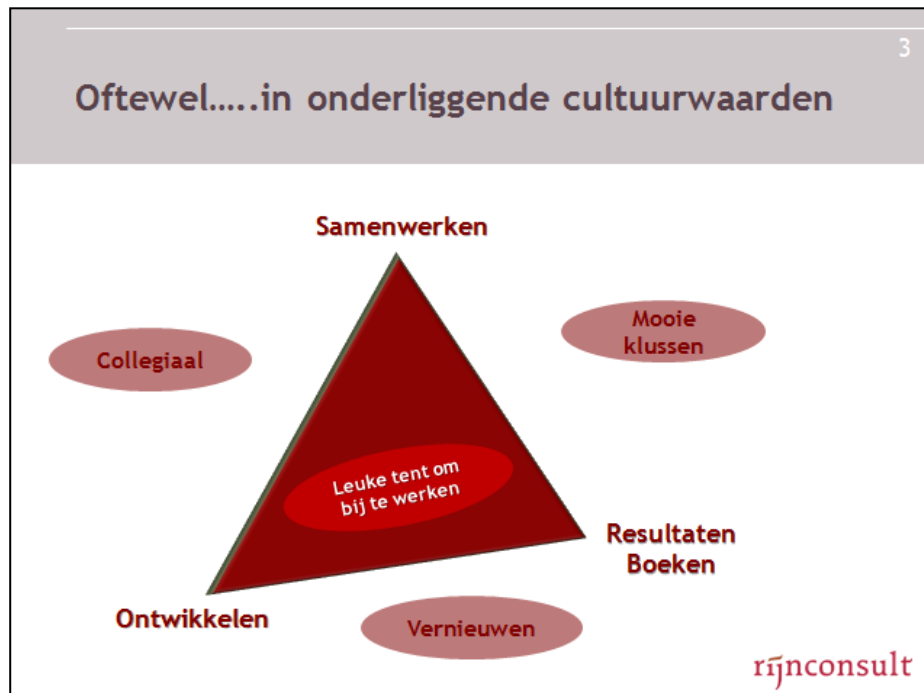 3
Oftewel.....in onderliggende cultuurwaarden
Samenwerken
Mooie
klussen
Collegiaal
Leuke tent om
bij te werken
Resultaten
Boeken
Ontwikkelen
Vernieuwen
rijnconsult